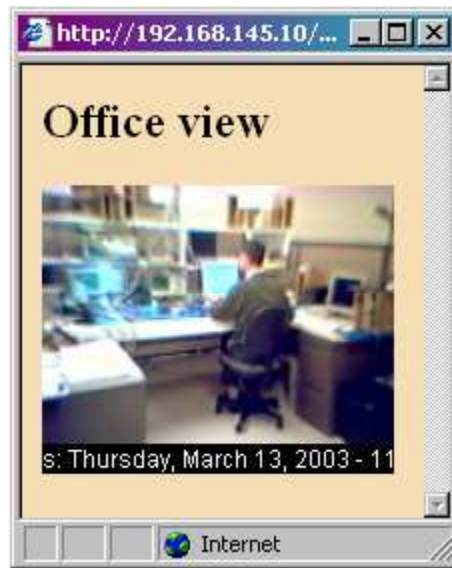 http://192.168.145.10/...
Office view
s: Thursday, March 13, 2003 - 11
Internet